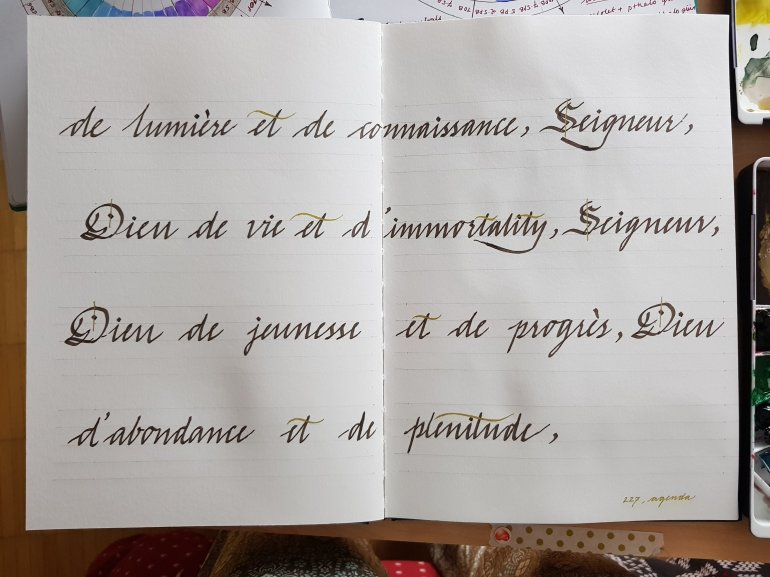 de lumière et de connaissance, Seigneur,
Dieu de vie et d'immortality, Seigneur,
Dieu de jeunesse et de progrès, Dieu
d'abondance et de plenitude,
227, agenda